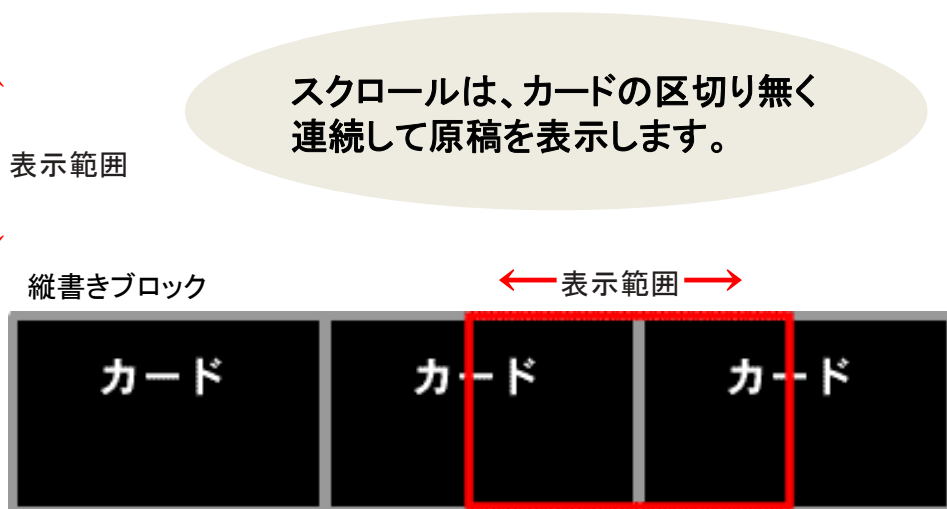 スクロールは、カードの区切り無く
連続して原稿を表示します。
表示範囲
縦書きブロック
表示範囲
カード
カード
カード